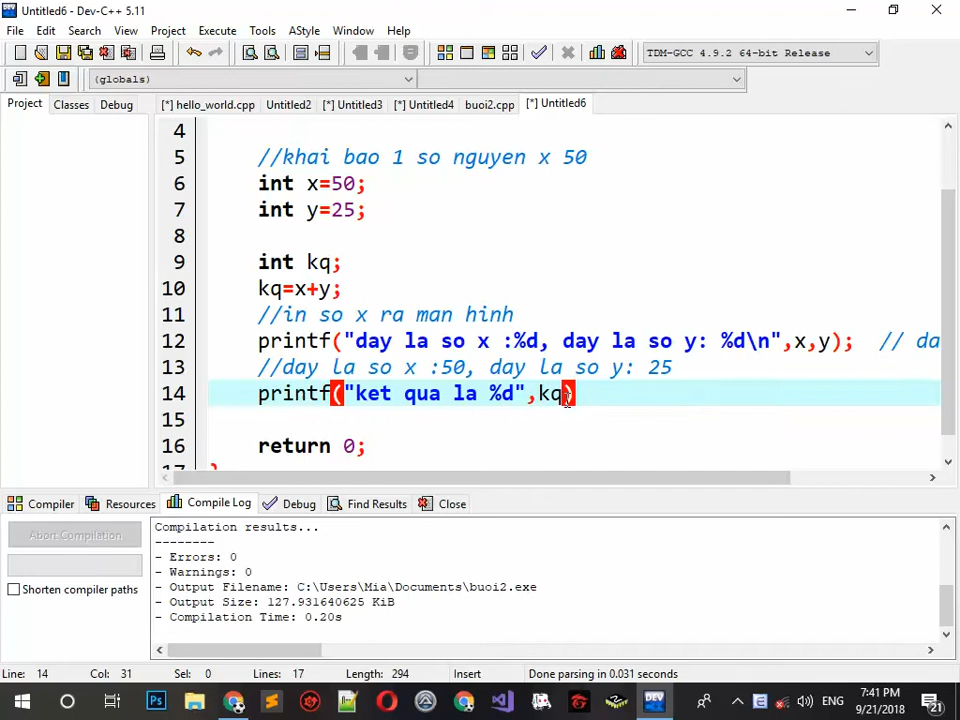 Untitled6 - Dev-C++ 5.11
File Edit Search View Project Execute Tools AStyle Window Help
TDM-GCC 4.9.2 64-bit Release
(globals)
Project Classes Debug [*] hello_world.cpp Untitled2 [*] Untitled3 [*] Untitled4 buoi2.cpp [*] Untitled6
4
5 //khai bao 1 so nguyen x 50
6 int x=50;
7 int y=25;
8
9 int kq;
10 kq=x+y;
11 //in so x ra man hinh
12 printf("day la so x :%d, day la so y: %d\n",x,y); // da
13 //day la so x :50, day la so y: 25
14 printf("ket qua la %d",kq)
15
16 return 0;
17 }
Compiler Resources Compile Log Debug Find Results Close
Abort Compilation
Shorten compiler paths
Compilation results...
--------
- Errors: 0
- Warnings: 0
- Output Filename: C:\Users\Mia\Documents\buoi2.exe
- Output Size: 127.931640625 KiB
- Compilation Time: 0.20s
Line: 14 Col: 31 Sel: 0 Lines: 17 Length: 294 Insert Done parsing in 0.031 seconds
Ps DEV ENG 7:41 PM
9/21/2018
21